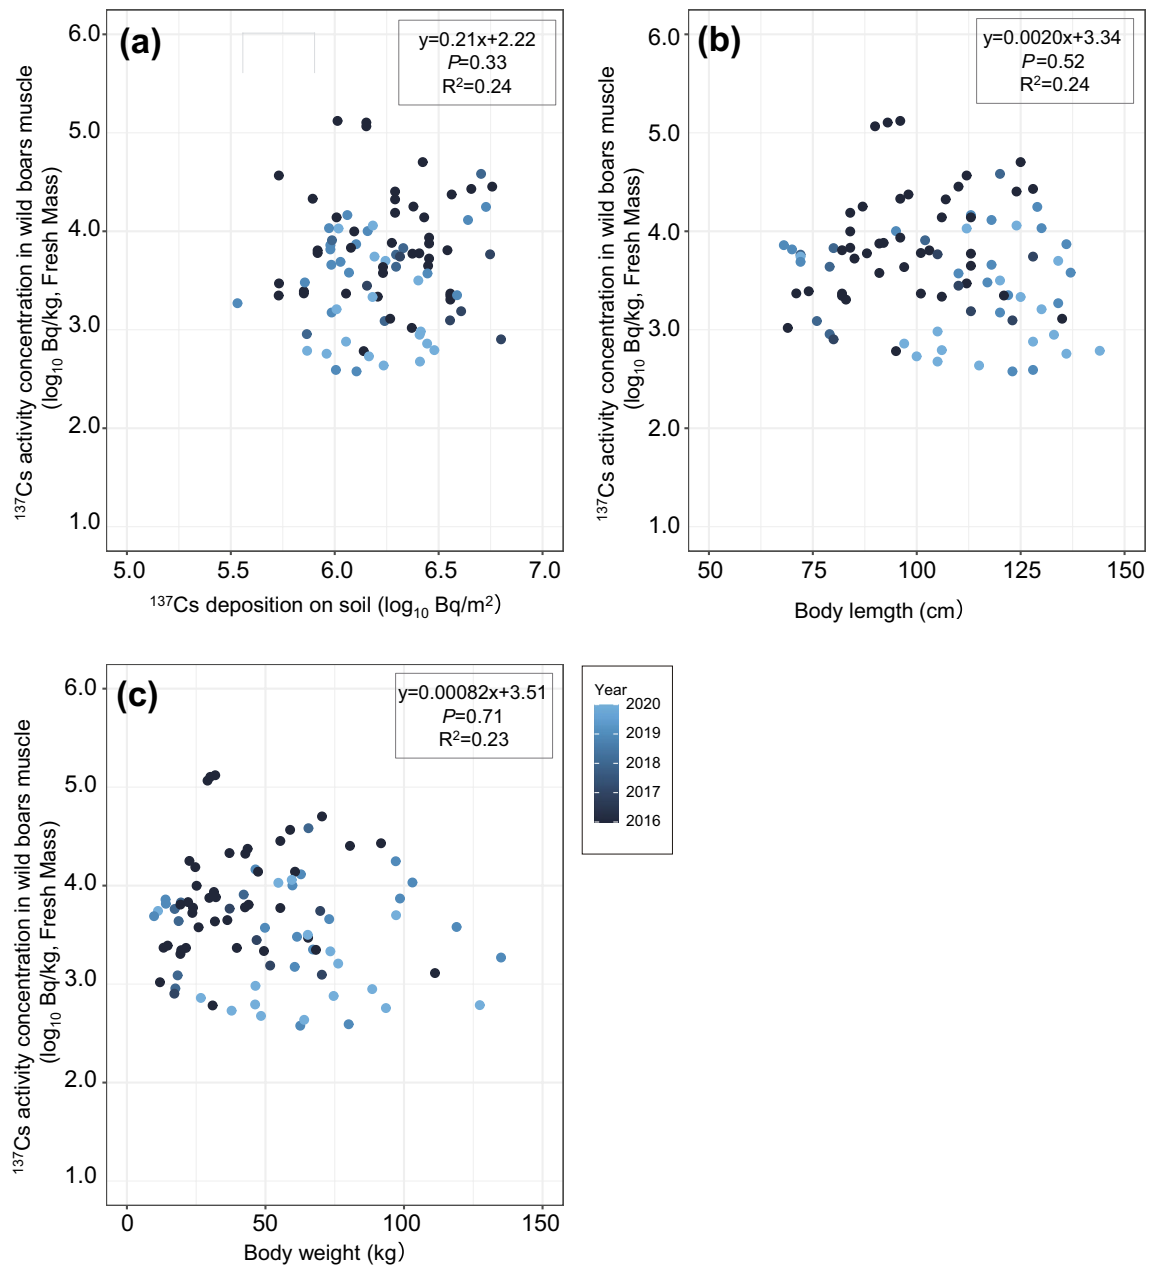 (a)
y=0.21x+2.22
P=0.33
R²=0.24
6.0
5.0
4.0
3.0
2.0
1.0
¹³⁷Cs activity concentration in wild boars muscle
(log₁₀ Bq/kg, Fresh Mass)
5.0 5.5 6.0 6.5 7.0
¹³⁷Cs deposition on soil (log₁₀ Bq/m²)
(b)
y=0.0020x+3.34
P=0.52
R²=0.24
6.0
5.0
4.0
3.0
2.0
1.0
¹³⁷Cs activity concentration in wild boars muscle
(log₁₀ Bq/kg, Fresh Mass)
50 75 100 125 150
Body length (cm)
(c)
y=0.00082x+3.51
P=0.71
R²=0.23
6.0
5.0
4.0
3.0
2.0
1.0
¹³⁷Cs activity concentration in wild boars muscle
(log₁₀ Bq/kg, Fresh Mass)
0 50 100 150
Body weight (kg)
Year
2020
2019
2018
2017
2016